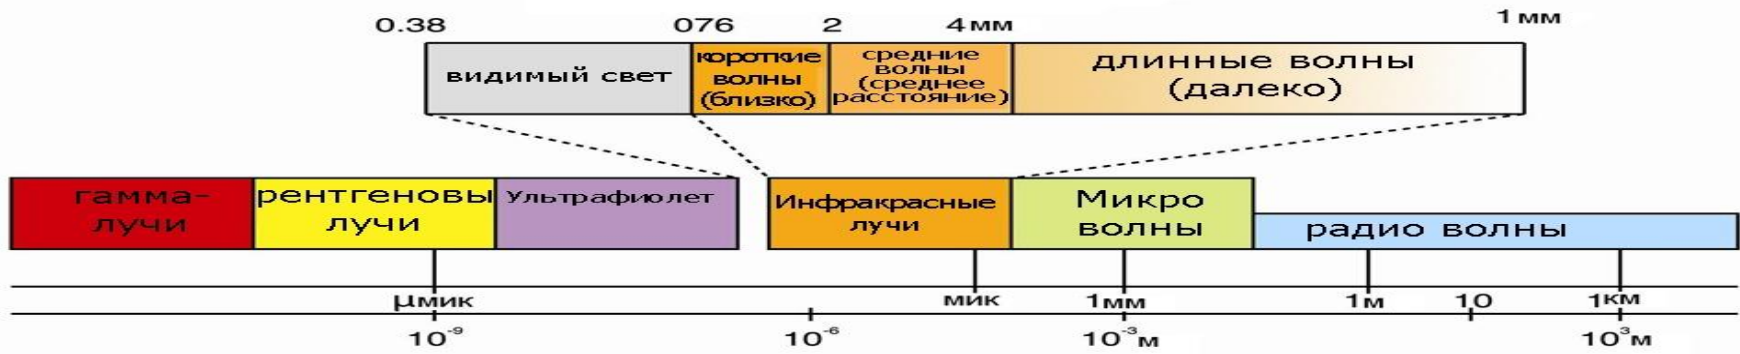 0.38 076 2 4мм 1мм
видимый свет
короткие
волны
(близко)
средние
волны
(среднее
расстояние)
длинные волны
(далеко)
гамма-
лучи
рентгеновы
лучи
Ультрафиолет
Инфракрасные
лучи
Микро
волны
радио волны
μмик мик 1мм 1м 10 1км
10⁻⁹ 10⁻⁶ 10⁻³м 10³м